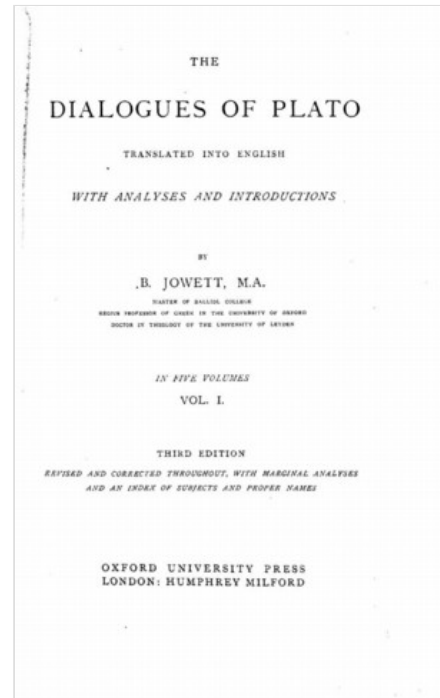 THE
DIALOGUES OF PLATO
TRANSLATED INTO ENGLISH
WITH ANALYSES AND INTRODUCTIONS
BY
B. JOWETT, M.A.
MASTER OF BALLIOL COLLEGE
REGIUS PROFESSOR OF GREEK IN THE UNIVERSITY OF OXFORD
DOCTOR IN THEOLOGY OF THE UNIVERSITY OF LEYDEN
IN FIVE VOLUMES
VOL. I.
THIRD EDITION
REVISED AND CORRECTED THROUGHOUT, WITH MARGINAL ANALYSES
AND AN INDEX OF SUBJECTS AND PROPER NAMES
OXFORD UNIVERSITY PRESS
LONDON: HUMPHREY MILFORD